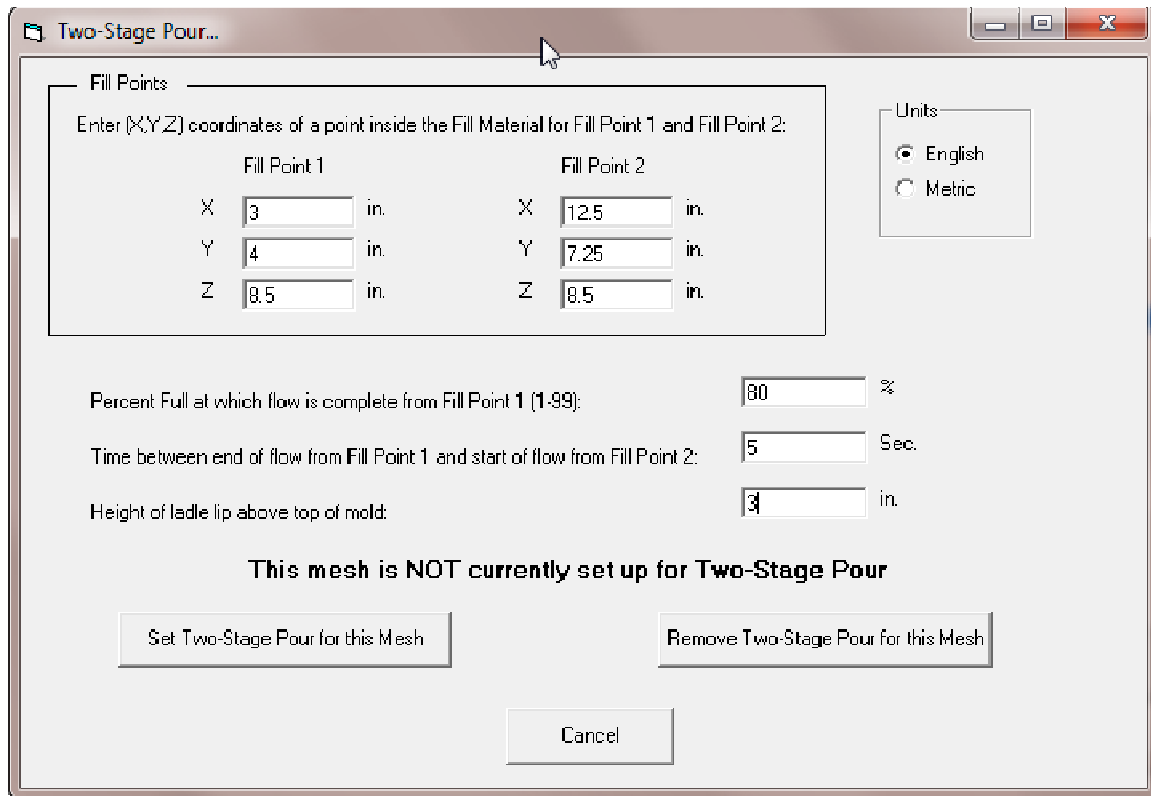 Two-Stage Pour...
Fill Points
Enter (X,Y,Z) coordinates of a point inside the Fill Material for Fill Point 1 and Fill Point 2:
Fill Point 1 Fill Point 2
X 3 in. X 12.5 in.
Y 4 in. Y 7.25 in.
Z 8.5 in. Z 8.5 in.
Units
English
Metric
Percent Full at which flow is complete from Fill Point 1 (1-99): 80 %
Time between end of flow from Fill Point 1 and start of flow from Fill Point 2: 5 Sec.
Height of ladle lip above top of mold: 3 in.
This mesh is NOT currently set up for Two-Stage Pour
Set Two-Stage Pour for this Mesh Remove Two-Stage Pour for this Mesh
Cancel